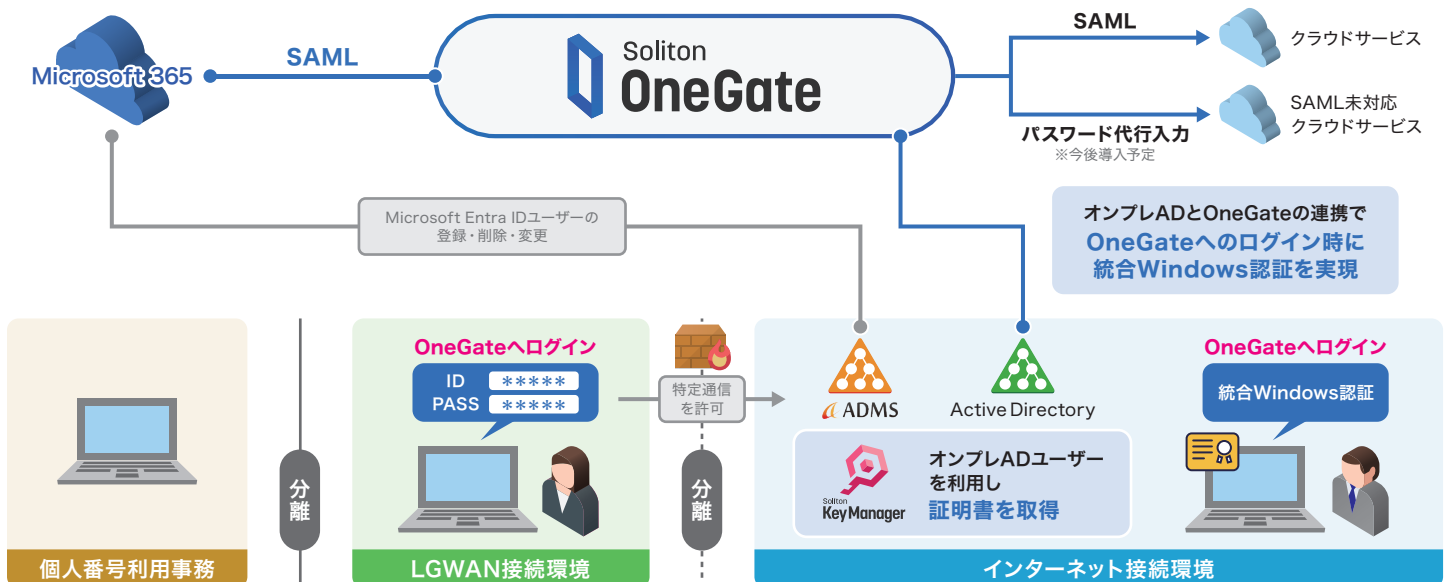 Microsoft 365
SAML
Soliton
OneGate
SAML
クラウドサービス
SAML未対応
クラウドサービス
パスワード代行入力
※今後導入予定
Microsoft Entra IDユーザーの
登録・削除・変更
オンプレADとOneGateの連携で
OneGateへのログイン時に
統合Windows認証を実現
OneGateへログイン
ID *****
PASS *****
特定通信
を許可
ADMS
Active Directory
OneGateへログイン
統合Windows認証
Soliton
KeyManager
オンプレADユーザー
を利用し
証明書を取得
分離
分離
個人番号利用事務
LGWAN接続環境
インターネット接続環境